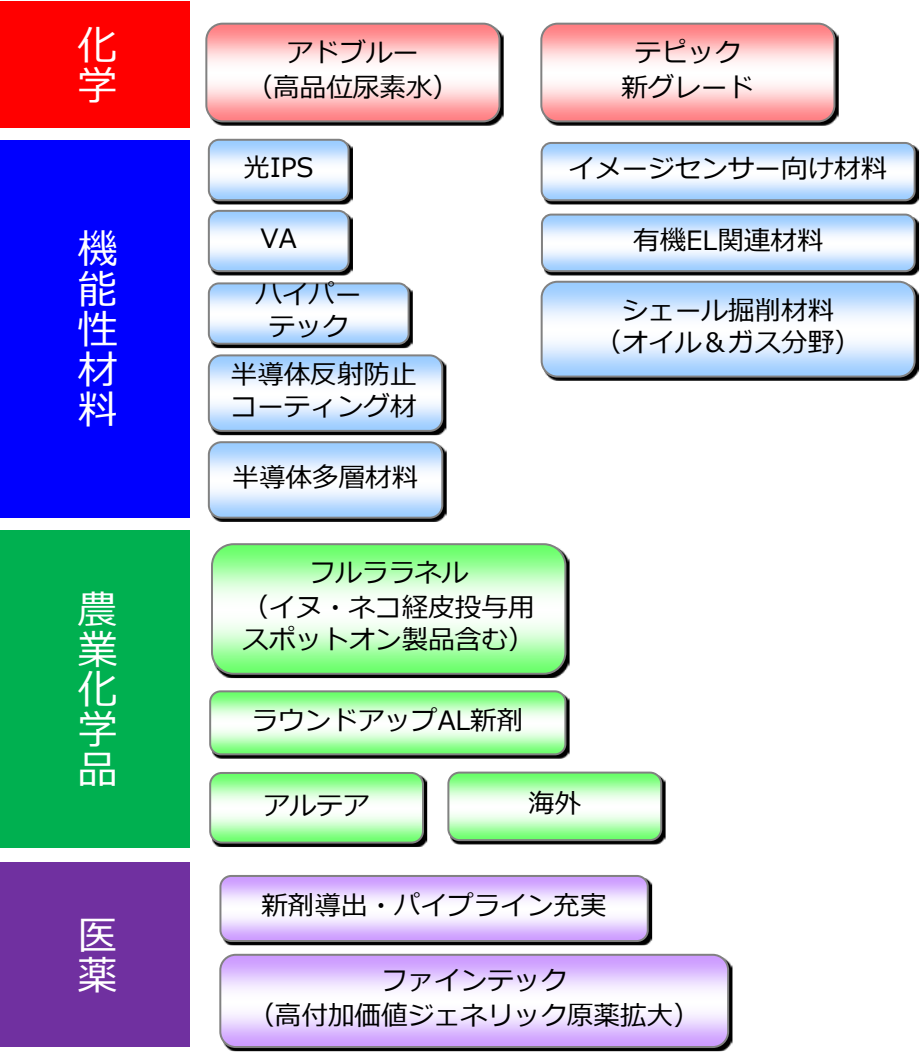 化学
アドブルー
（高品位尿素水）
テピック
新グレード
機能性材料
光IPS
VA
ハイパー
テック
半導体反射防止
コーティング材
半導体多層材料
イメージセンサー向け材料
有機EL関連材料
シェール掘削材料
（オイル＆ガス分野）
農業化学品
フルララネル
（イヌ・ネコ経皮投与用
スポットオン製品含む）
ラウンドアップAL新剤
アルテア
海外
医薬
新剤導出・パイプライン充実
ファインテック
（高付加価値ジェネリック原薬拡大）